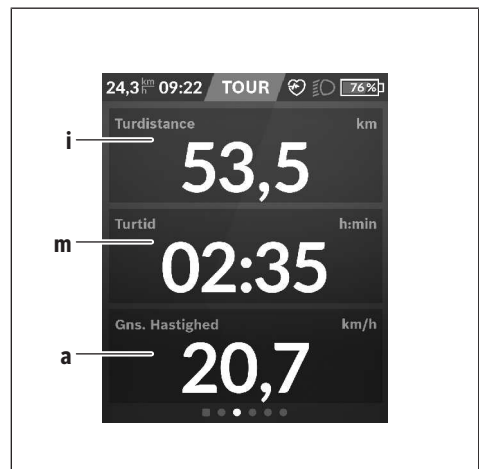 24,3 km/h 09:22 TOUR 76 %
Turdistance km
i
53,5
Turtid h:min
m
02:35
Gns. Hastighed km/h
a
20,7